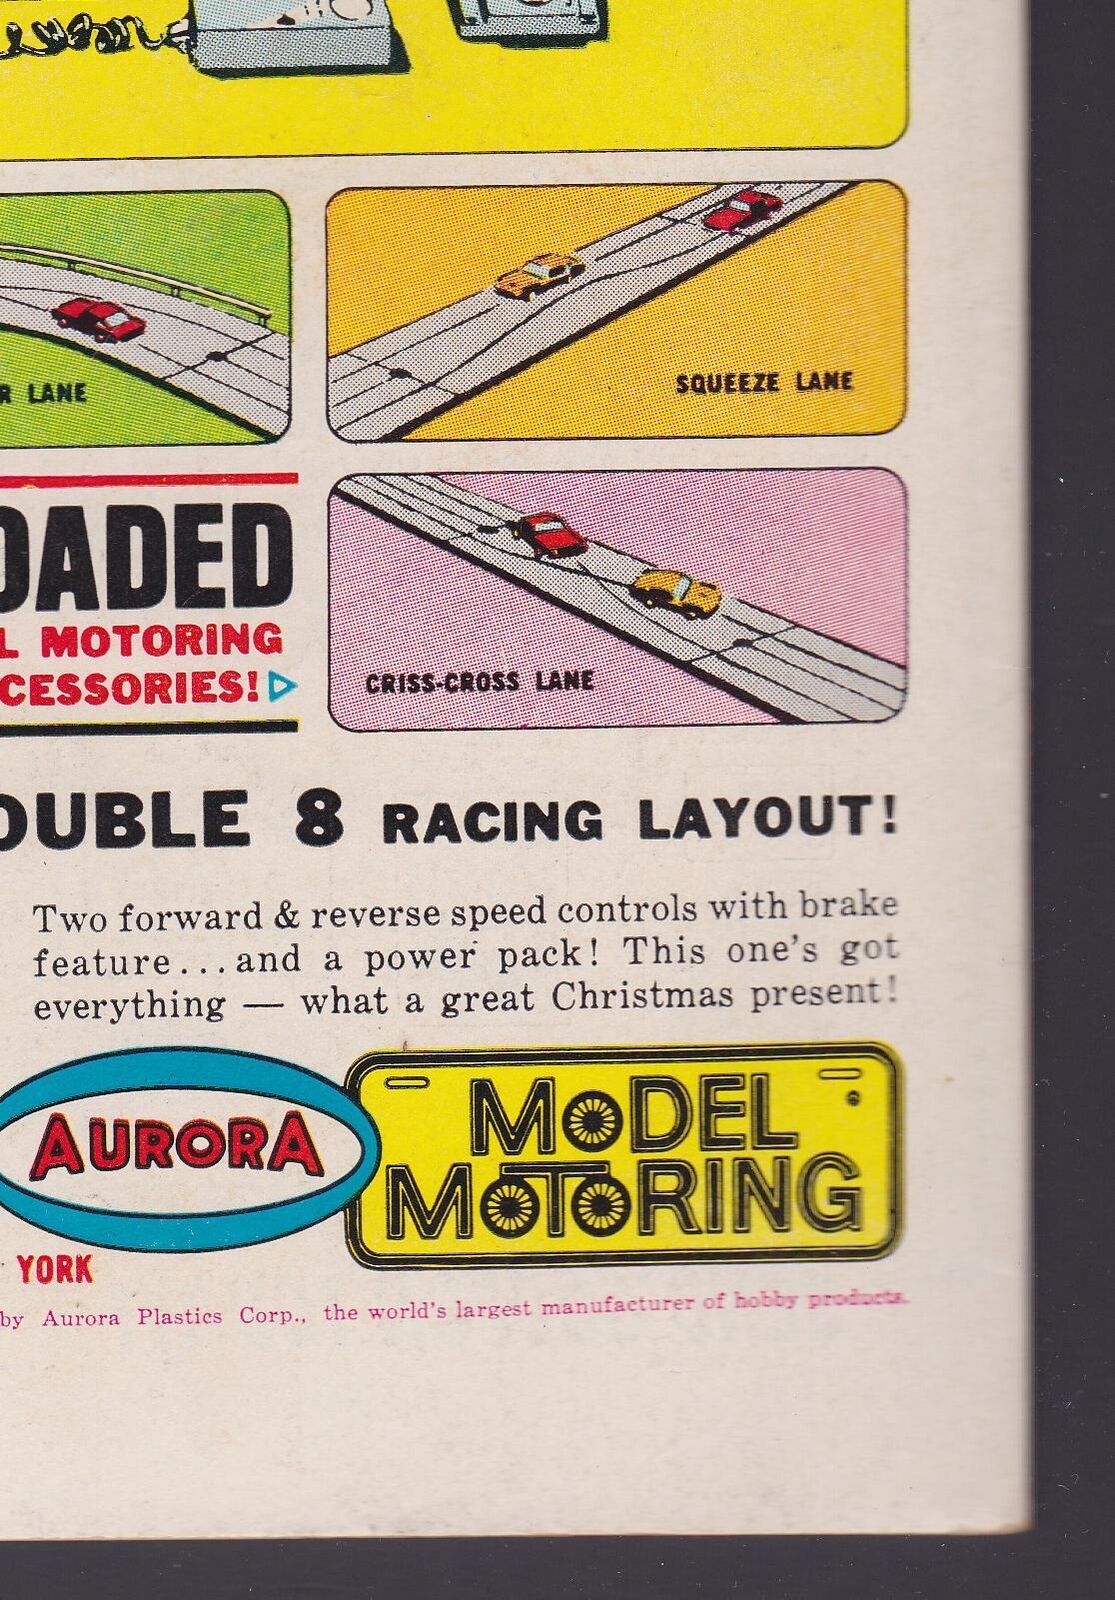 R LANE
SQUEEZE LANE
OADED
L MOTORING
CESSORIES!
CRISS-CROSS LANE
OUBLE 8 RACING LAYOUT!
Two forward & reverse speed controls with brake
feature...and a power pack! This one's got
everything — what a great Christmas present!
AURORA
MODEL
MOTORING
YORK
by Aurora Plastics Corp., the world's largest manufacturer of hobby products.